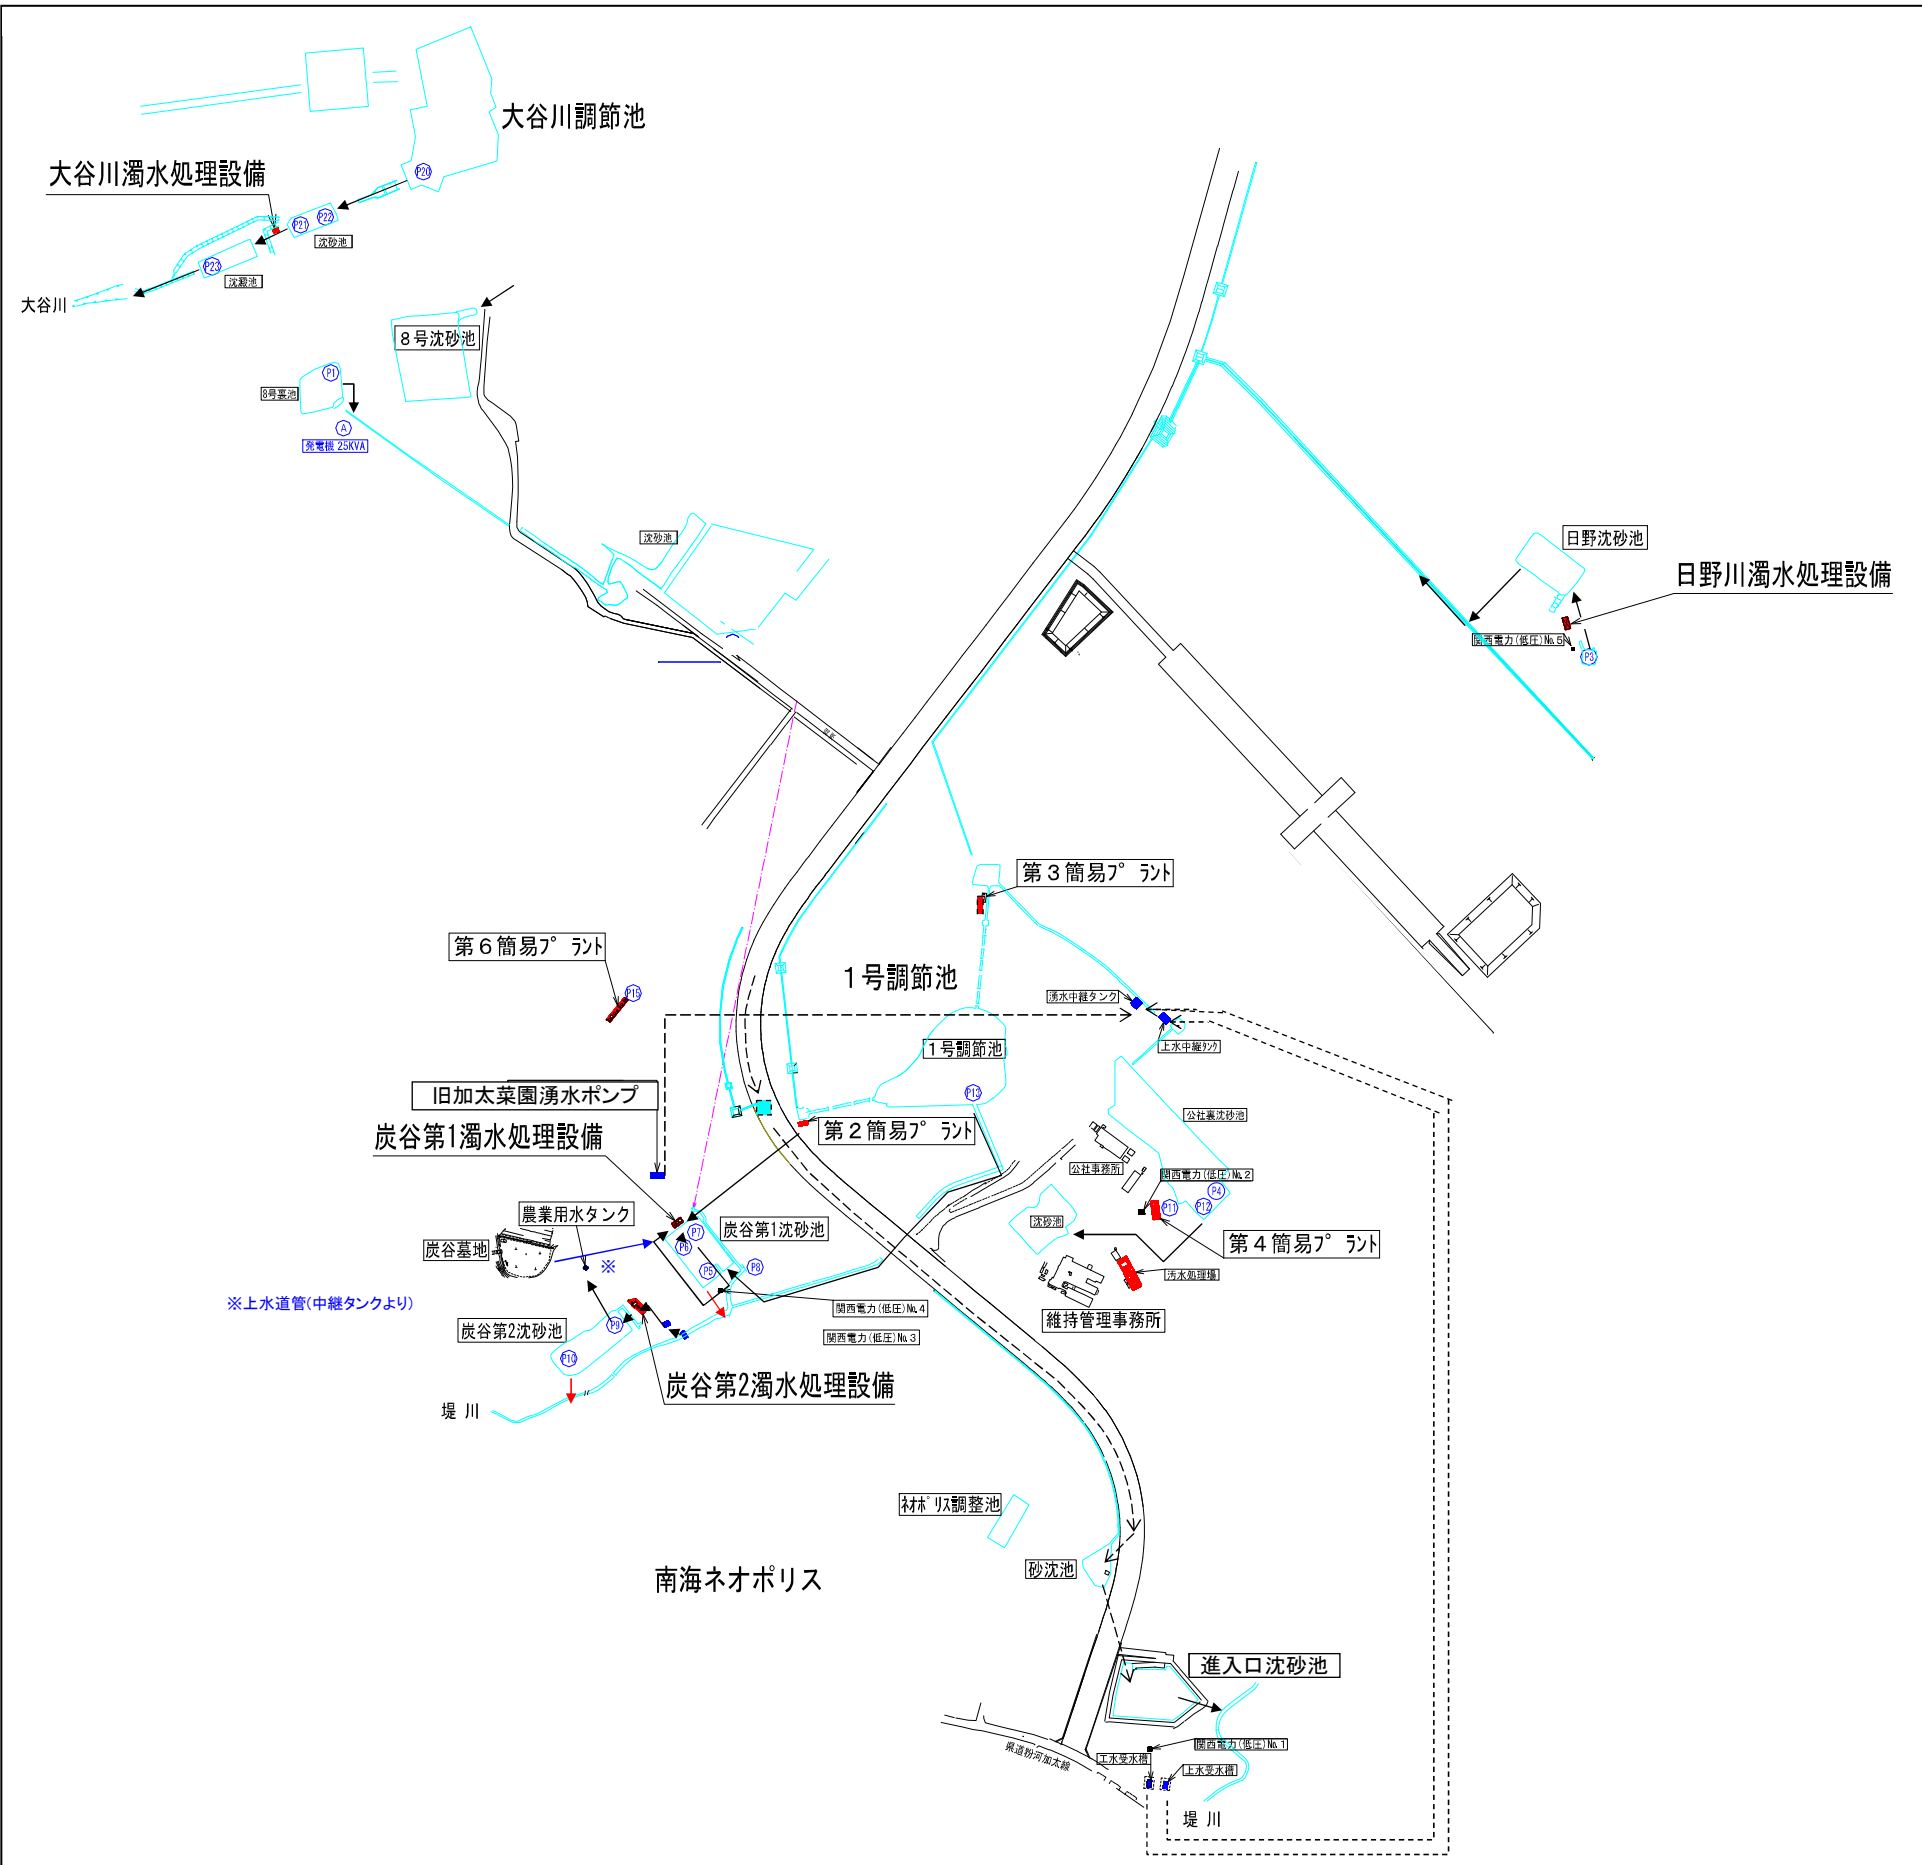 大谷川調節池
大谷川濁水処理設備
P20
P22
P21
沈砂池
P23
沈澱池
大谷川
8号沈砂池
P1
8号裏池
A
発電機 25KVA
沈砂池
日野沈砂池
日野川濁水処理設備
関西電力(低圧)No.5
P3
第3簡易プラント
第6簡易プラント
P15
1号調節池
湧水中継タンク
上水中継タンク
1号調節池
旧加太菜園湧水ポンプ
P13
炭谷第1濁水処理設備
第2簡易プラント
公社裏沈砂池
公社事務所
関西電力(低圧)No.2
P4
P11
P12
農業用水タンク
炭谷第1沈砂池
沈砂池
炭谷墓地
P7
P6
第4簡易プラント
※
P5
P8
汚水処理場
※上水道管(中継タンクより)
関西電力(低圧)No.4
維持管理事務所
炭谷第2沈砂池
P9
関西電力(低圧)No.3
P10
炭谷第2濁水処理設備
堤川
ネオポリス調整池
砂沈池
南海ネオポリス
進入口沈砂池
関西電力(低圧)No.1
県道粉河加太線
工水受水槽
上水受水槽
堤川